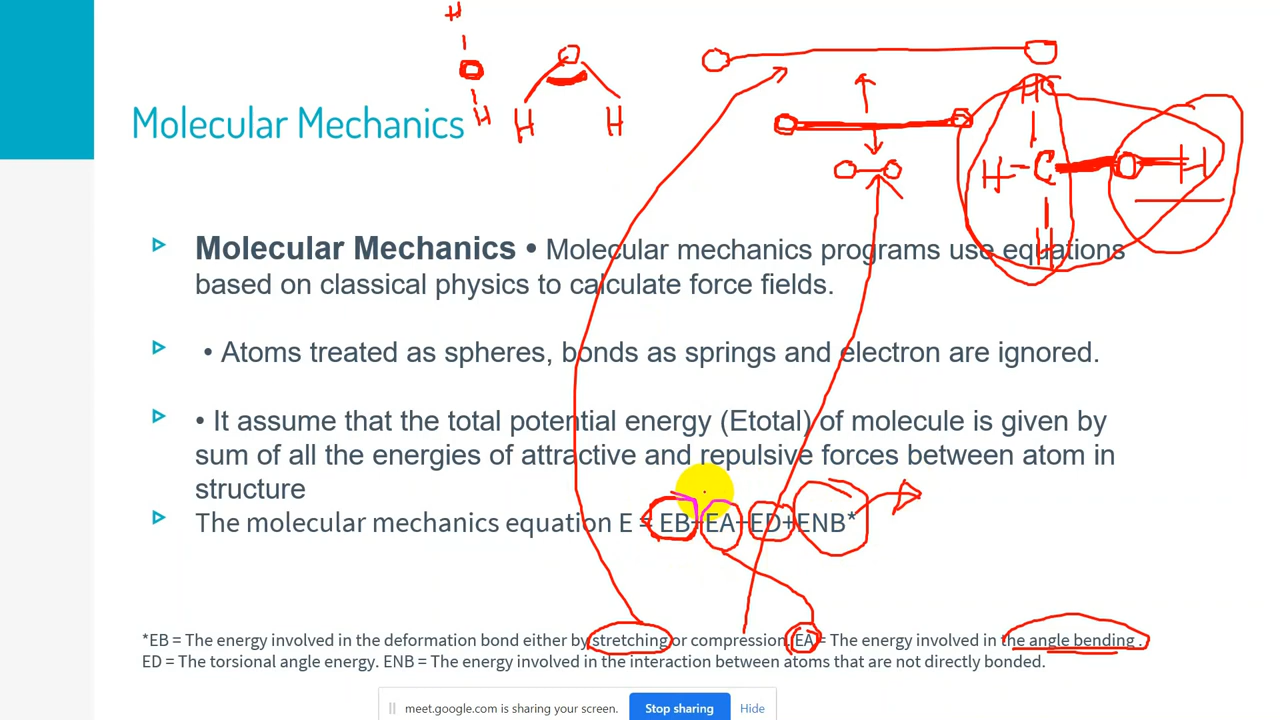 H
O
H
O
H H
H
H - C O H
H
Molecular Mechanics
Molecular Mechanics • Molecular mechanics programs use equations
based on classical physics to calculate force fields.
• Atoms treated as spheres, bonds as springs and electron are ignored.
• It assume that the total potential energy (Etotal) of molecule is given by
sum of all the energies of attractive and repulsive forces between atom in
structure
The molecular mechanics equation E = EB+EA+ED+ENB*
*EB = The energy involved in the deformation bond either by stretching or compression. EA = The energy involved in the angle bending .
ED = The torsional angle energy. ENB = The energy involved in the interaction between atoms that are not directly bonded.
meet.google.com is sharing your screen. Stop sharing Hide